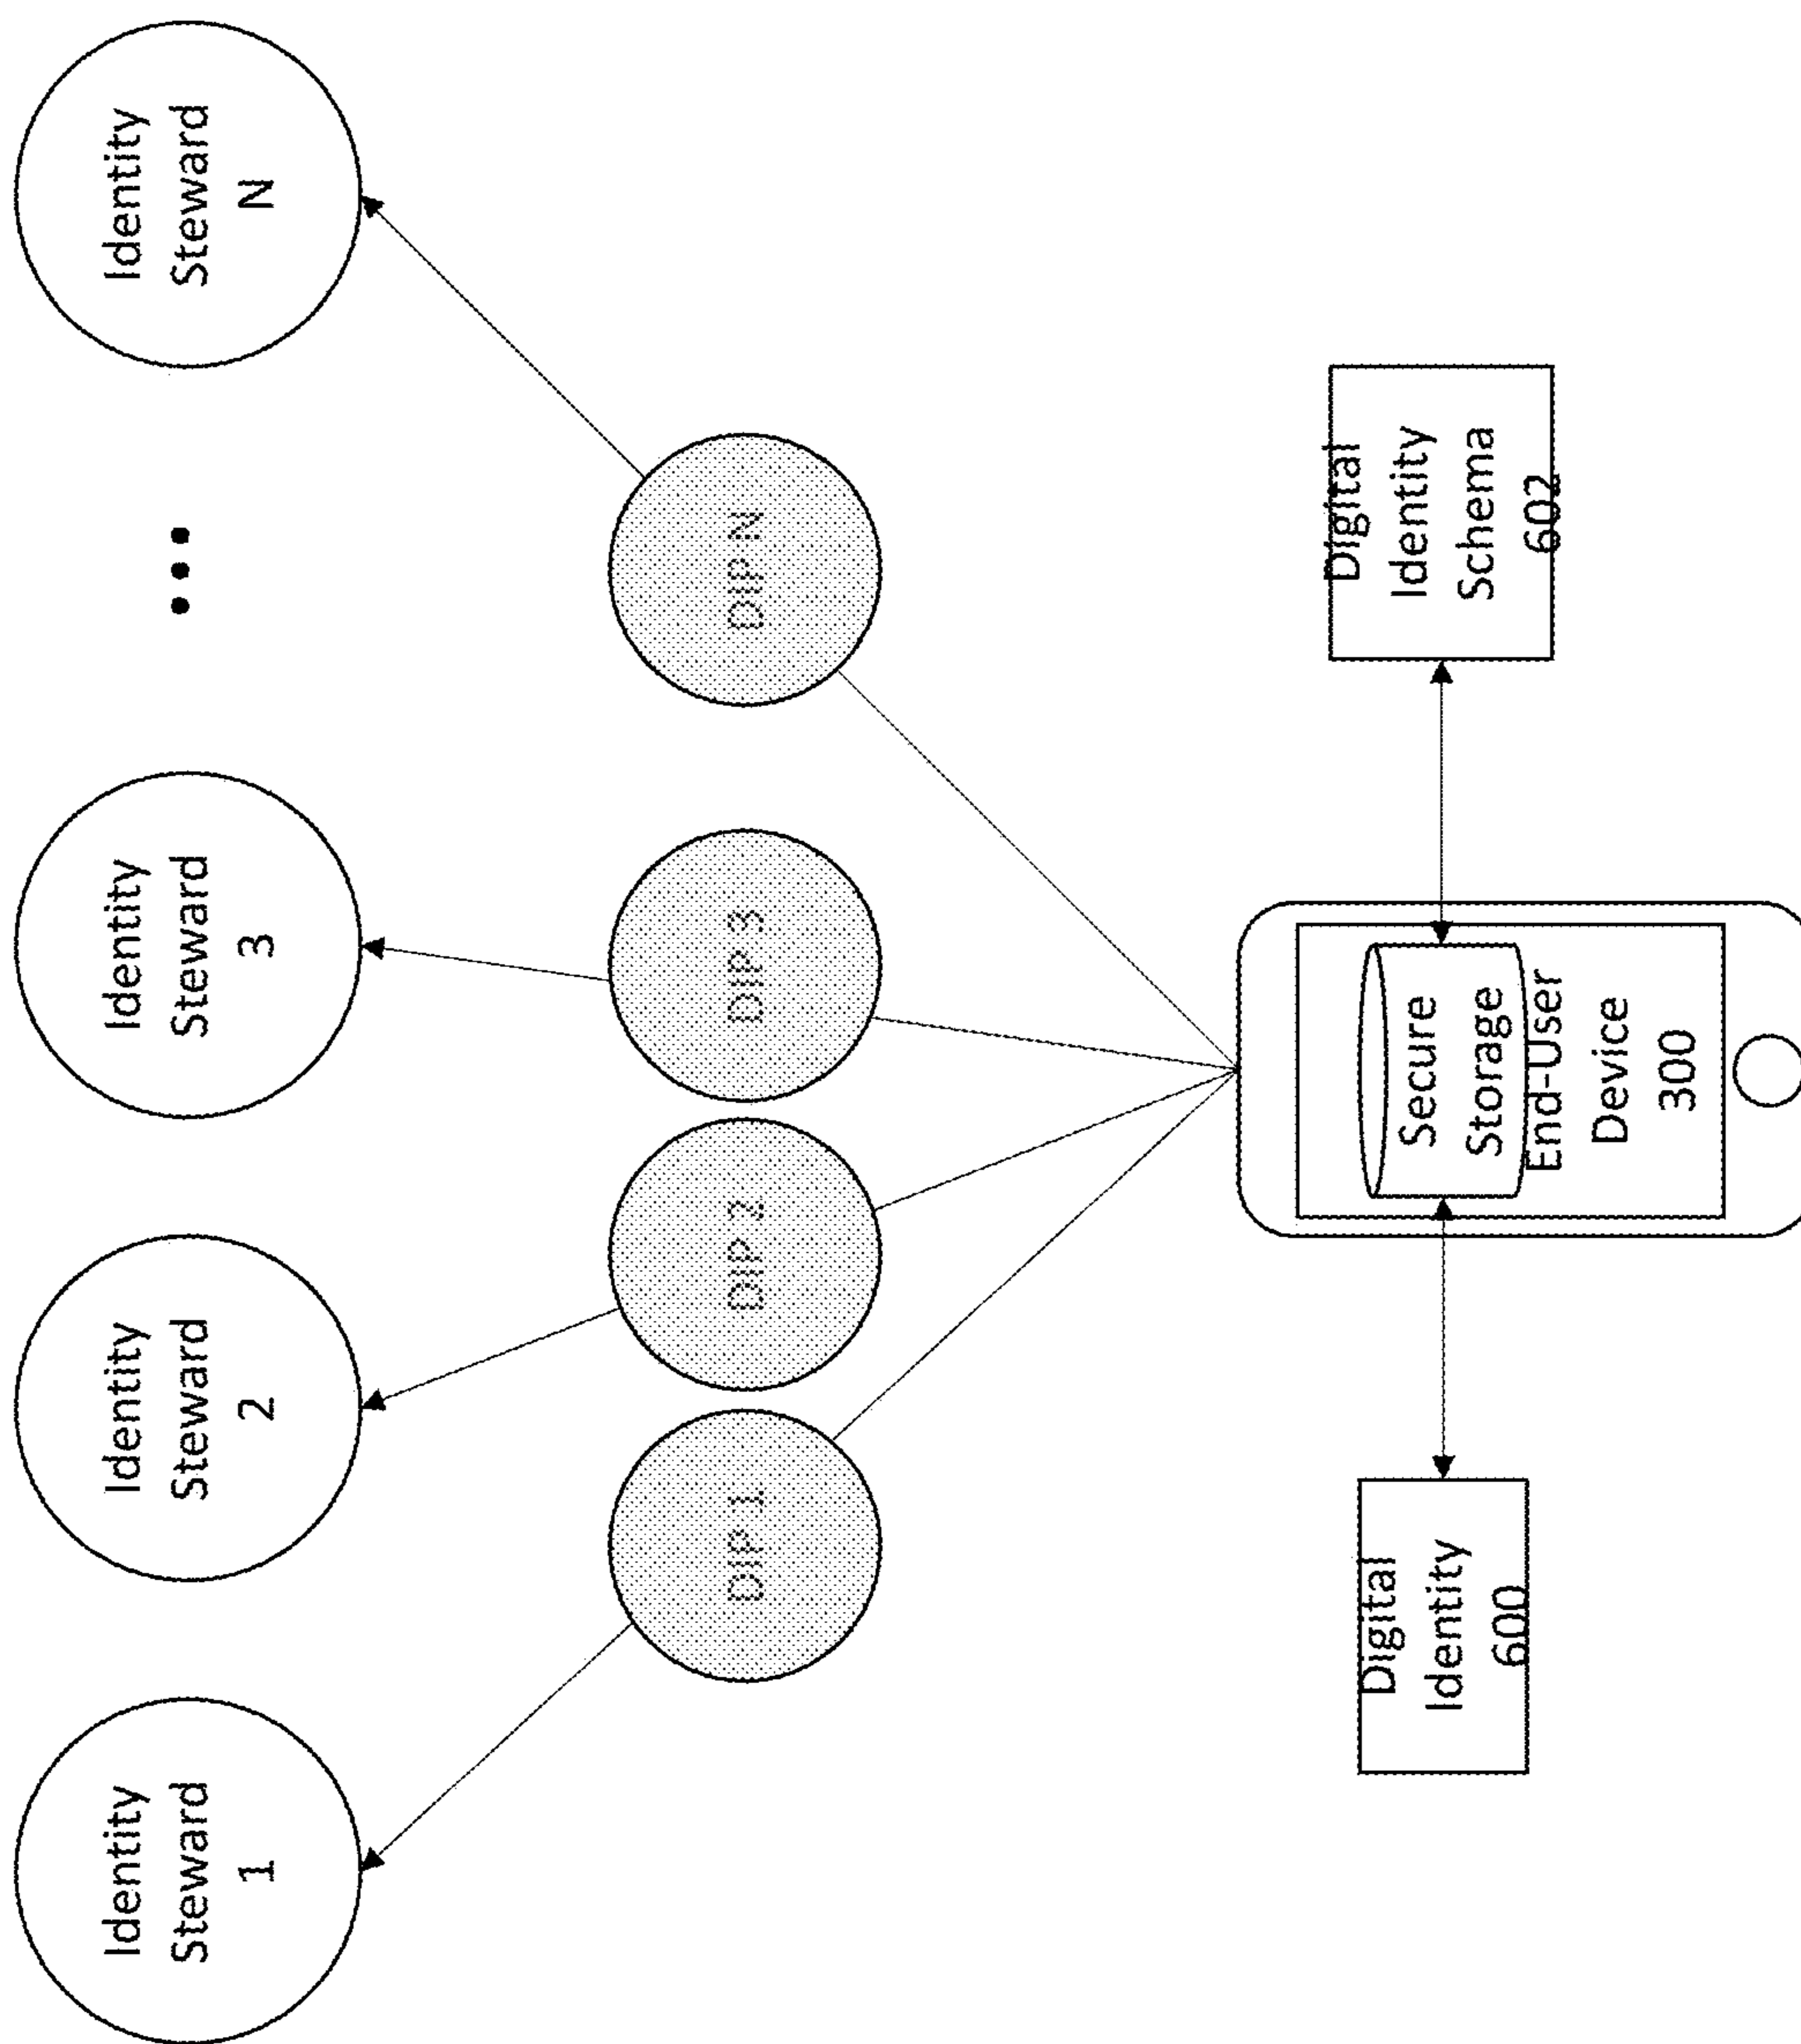 Identity
Steward
1
Identity
Steward
2
Identity
Steward
3
...
Identity
Steward
N
DIP 1
DIP 2
DIP 3
DIP N
Digital
Identity
600
Secure
Storage
End-User
Device
300
Digital
Identity
Schema
602